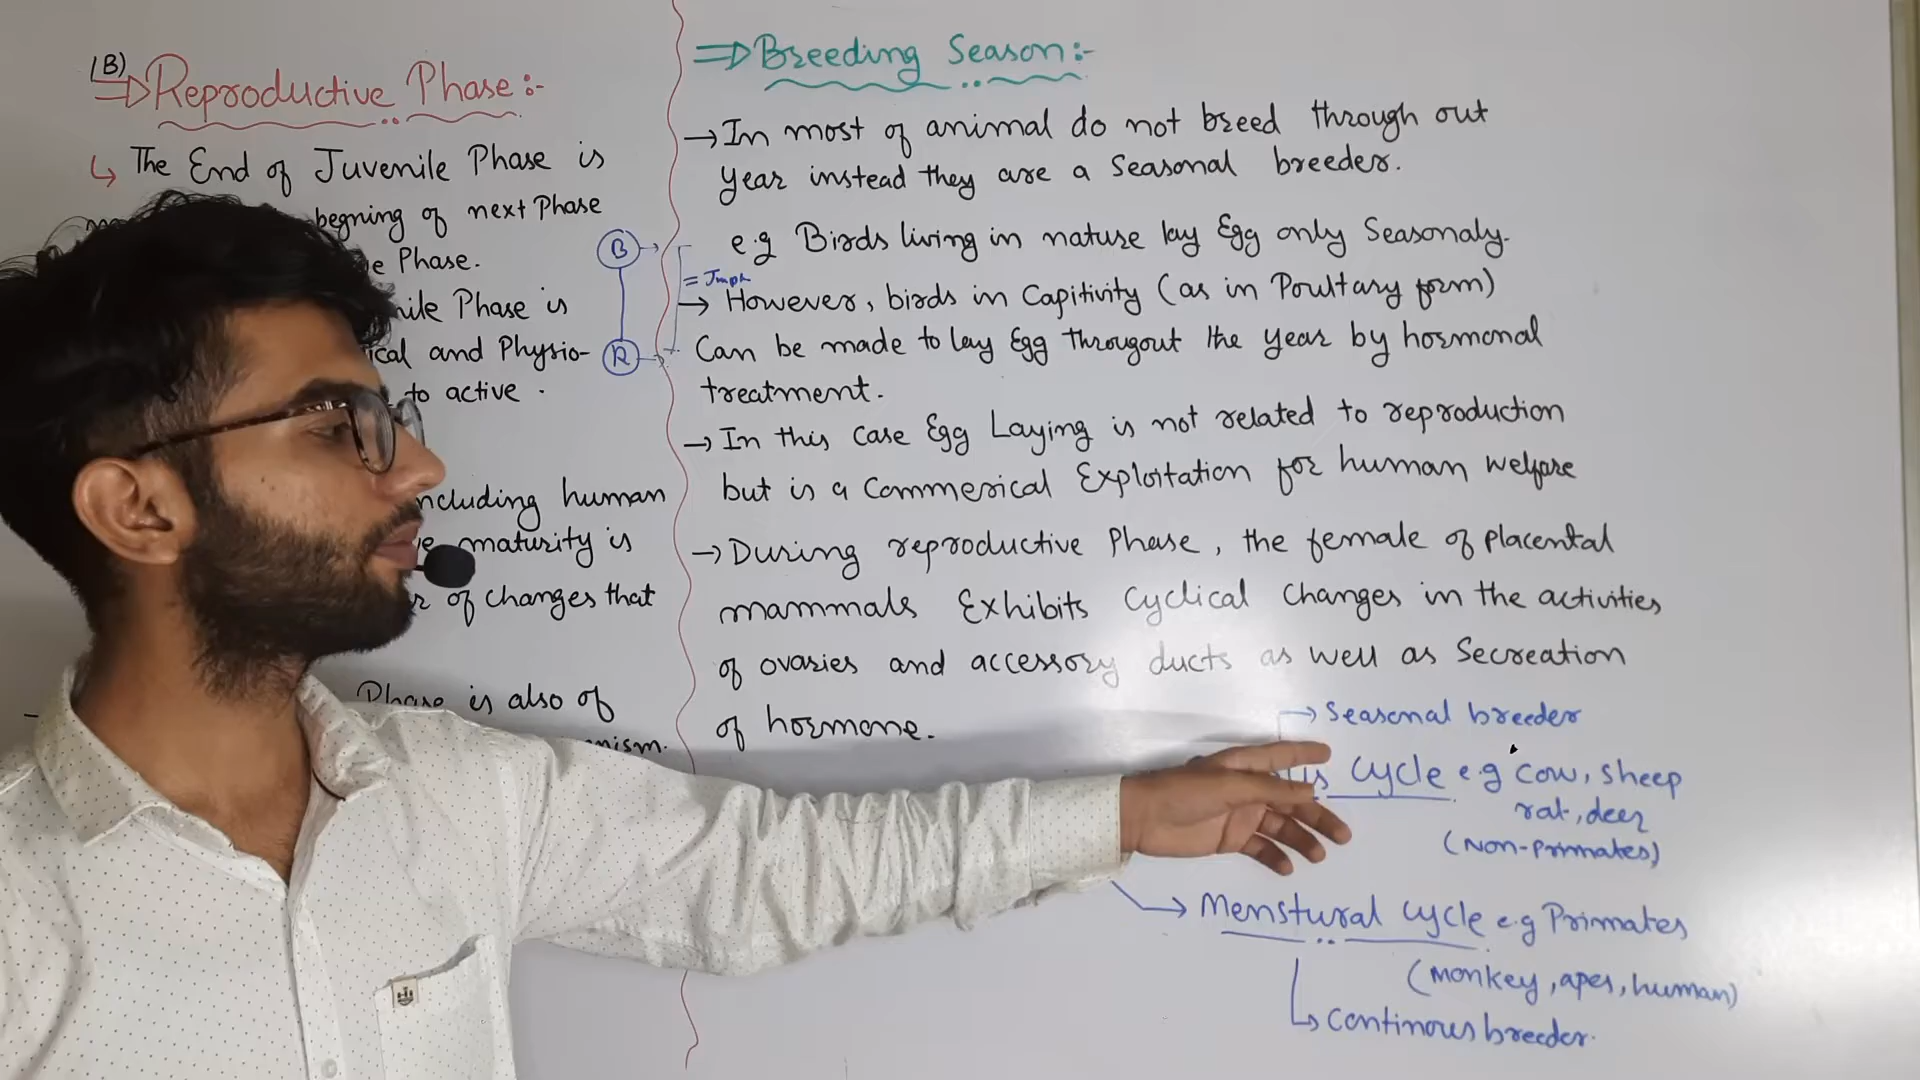 (B)
⇒ Reproductive Phase:-
↳ The End of Juvenile Phase is
begning of next Phase
Phase.
Phase is
and Physio-
to active.
including human
maturity is
of changes that
Phase is also of
⇒ Breeding Season:-
→ In most of animal do not breed through out
year instead they are a Seasonal breeder.
e.g Birds living in nature lay Egg only Seasonaly.
B
= Imph
→ However, birds in Capitivity (as in Poultary form)
R
Can be made to lay Egg througout the year by hormonal
treatment.
→ In this case Egg Laying is not related to reproduction
but is a Commerical Exploitation for human welfare
→ During reproductive Phase, the female of placental
mammals Exhibits Cyclical Changes in the activities
of ovaries and accessory ducts as well as Secreation
of hormone.
→ Seasonal breeder
Cycle e.g Cow, Sheep
rat, deer
(Non-Primates)
→ Menstural Cycle e.g Primates
(monkey, apes, human)
↳ Continous breeder.